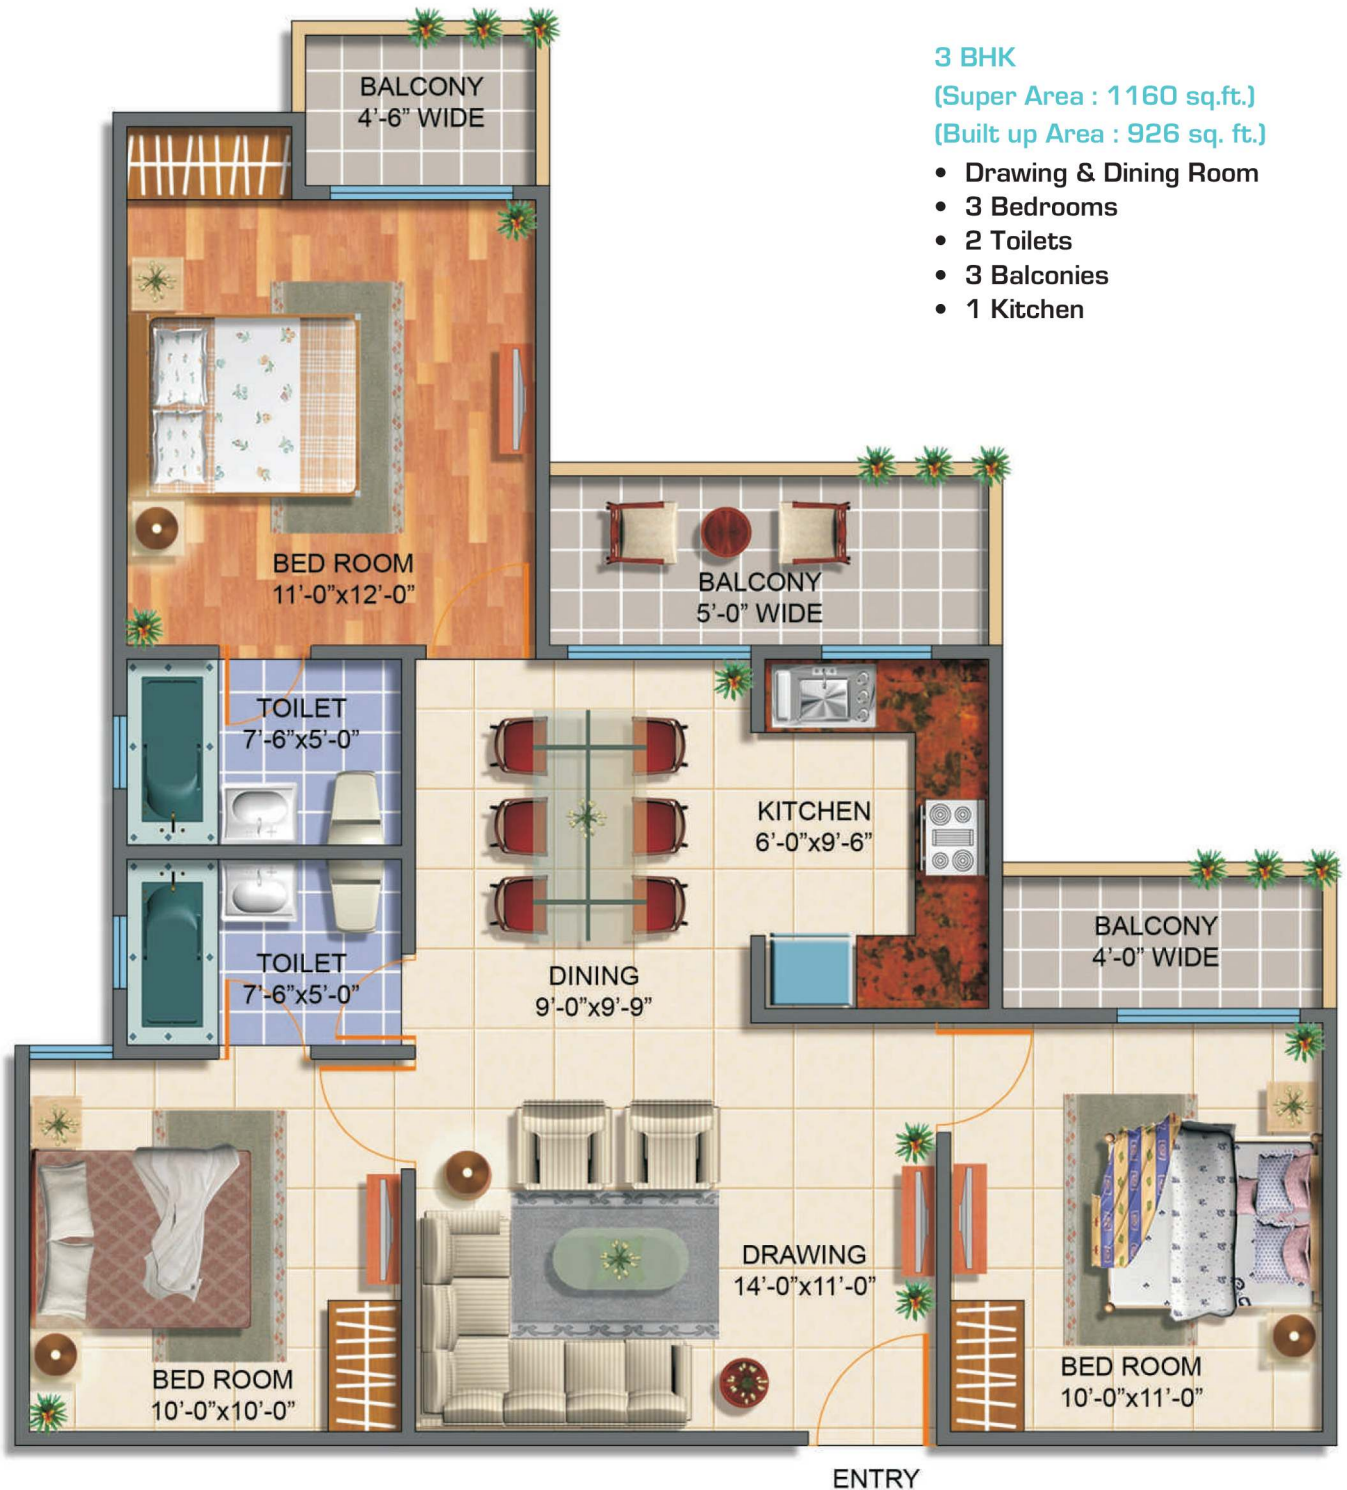 3 BHK
(Super Area : 1160 sq.ft.)
(Built up Area : 926 sq. ft.)
• Drawing & Dining Room
• 3 Bedrooms
• 2 Toilets
• 3 Balconies
• 1 Kitchen
BALCONY
4'-6” WIDE
BED ROOM
11'-0”x12'-0”
BALCONY
5'-0” WIDE
TOILET
7'-6”x5'-0”
KITCHEN
6'-0”x9'-6”
TOILET
7'-6”x5'-0”
DINING
9'-0”x9'-9”
BALCONY
4'-0” WIDE
DRAWING
14'-0”x11'-0”
BED ROOM
10'-0”x10'-0”
BED ROOM
10'-0”x11'-0”
ENTRY